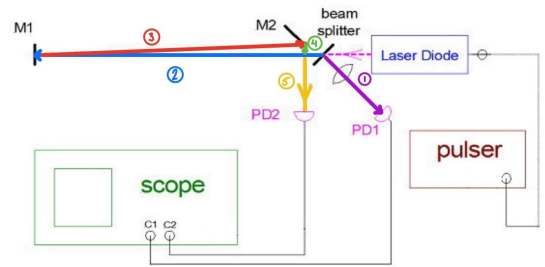 M1
M2
beam
splitter
③
④
②
Laser Diode
①
⑤
PD2
PD1
pulser
scope
C1 C2